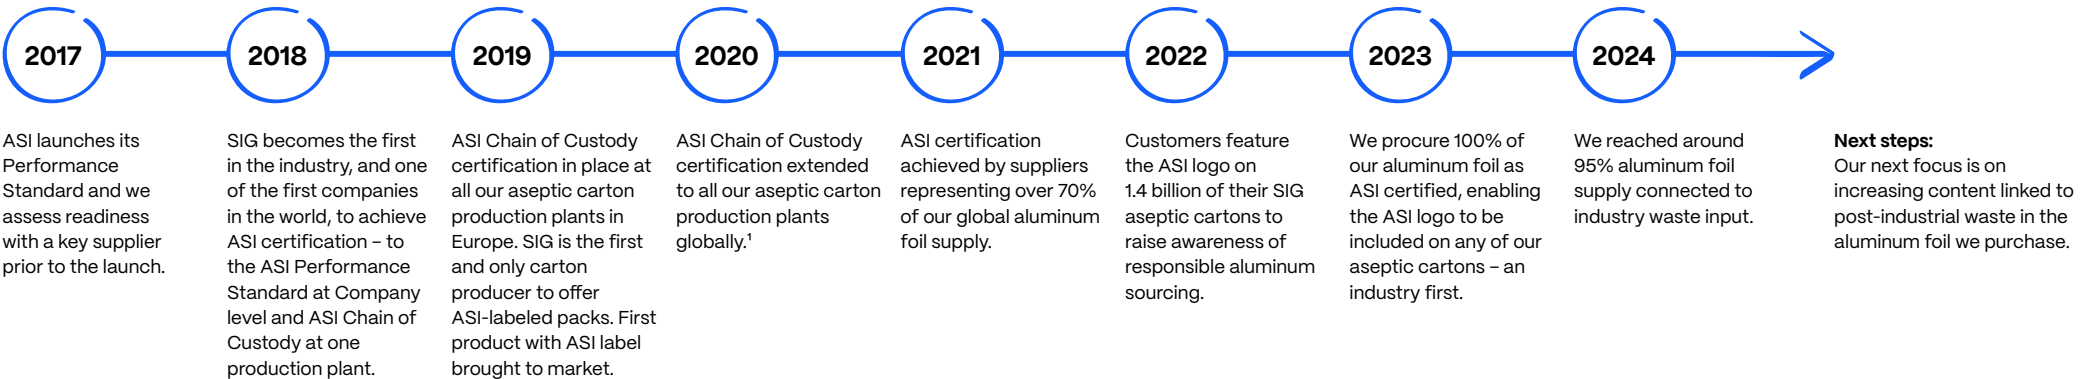 2017
ASI launches its
Performance
Standard and we
assess readiness
with a key supplier
prior to the launch.
2018
SIG becomes the first
in the industry, and one
of the first companies
in the world, to achieve
ASI certification – to
the ASI Performance
Standard at Company
level and ASI Chain of
Custody at one
production plant.
2019
ASI Chain of Custody
certification in place at
all our aseptic carton
production plants in
Europe. SIG is the first
and only carton
producer to offer
ASI-labeled packs. First
product with ASI label
brought to market.
2020
ASI Chain of Custody
certification extended
to all our aseptic carton
production plants
globally.¹
2021
ASI certification
achieved by suppliers
representing over 70%
of our global aluminum
foil supply.
2022
Customers feature
the ASI logo on
1.4 billion of their SIG
aseptic cartons to
raise awareness of
responsible aluminum
sourcing.
2023
We procure 100% of
our aluminum foil as
ASI certified, enabling
the ASI logo to be
included on any of our
aseptic cartons – an
industry first.
2024
We reached around
95% aluminum foil
supply connected to
industry waste input.
Next steps:
Our next focus is on
increasing content linked to
post-industrial waste in the
aluminum foil we purchase.